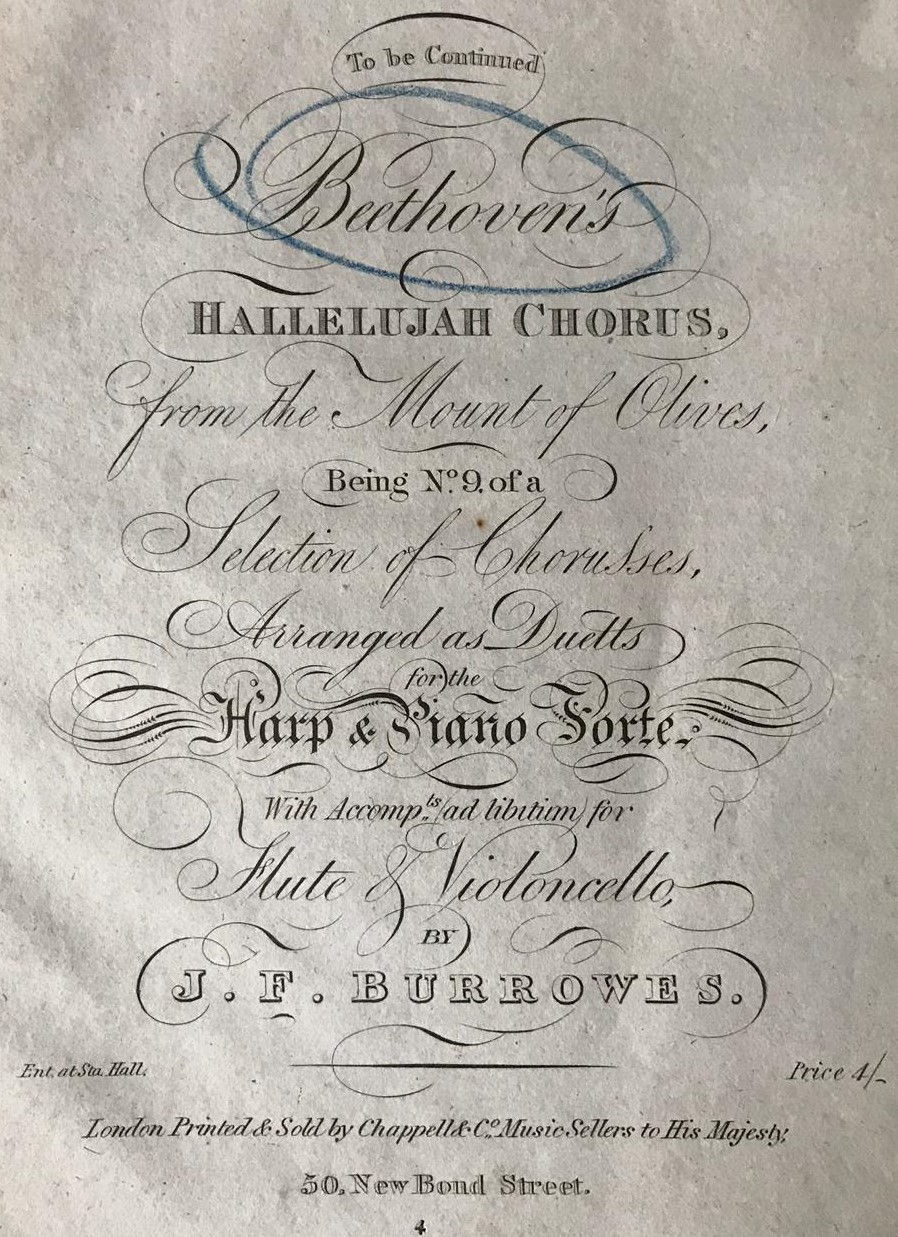 To be Continued
Beethoven's
HALLELUJAH CHORUS,
from the Mount of Olives,
Being No. 9. of a
Selection of Chorusses,
Arranged as Duetts
for the
Harp & Piano Forte.
With Accomp.ts (ad libitum) for
Flute & Violoncello,
BY
J. F. BURROWES.
Ent. at Sta. Hall.
Price 4/-
London Printed & Sold by Chappell & Co. Music Sellers to His Majesty,
50, New Bond Street.
4